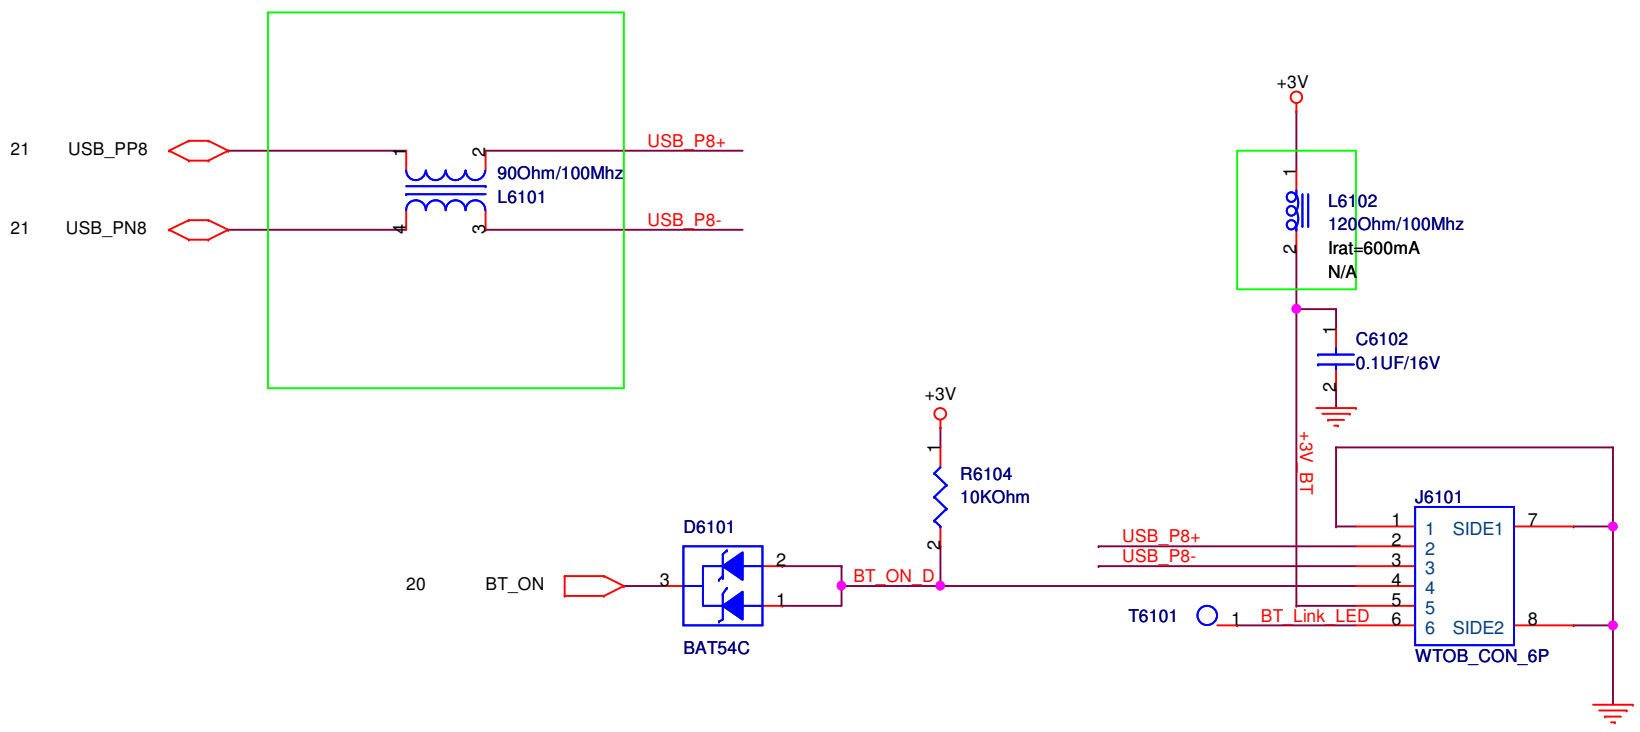 +3V
21 USB_PP8
1
2
USB_P8+
90Ohm/100Mhz
L6101
21 USB_PN8
4
3
USB_P8-
1
L6102
120Ohm/100Mhz
2
Irat=600mA
N/A
1
C6102
0.1UF/16V
2
+3V
+3V_BT
1
R6104
10KOhm
2
J6101
D6101
1 1 SIDE1 7
USB_P8+ 2 2
USB_P8- 3 3
20 BT_ON 3
2
1
BT_ON_D
4 4
5 5
T6101 1 BT_Link_LED 6 6 SIDE2 8
BAT54C
WTOB_CON_6P